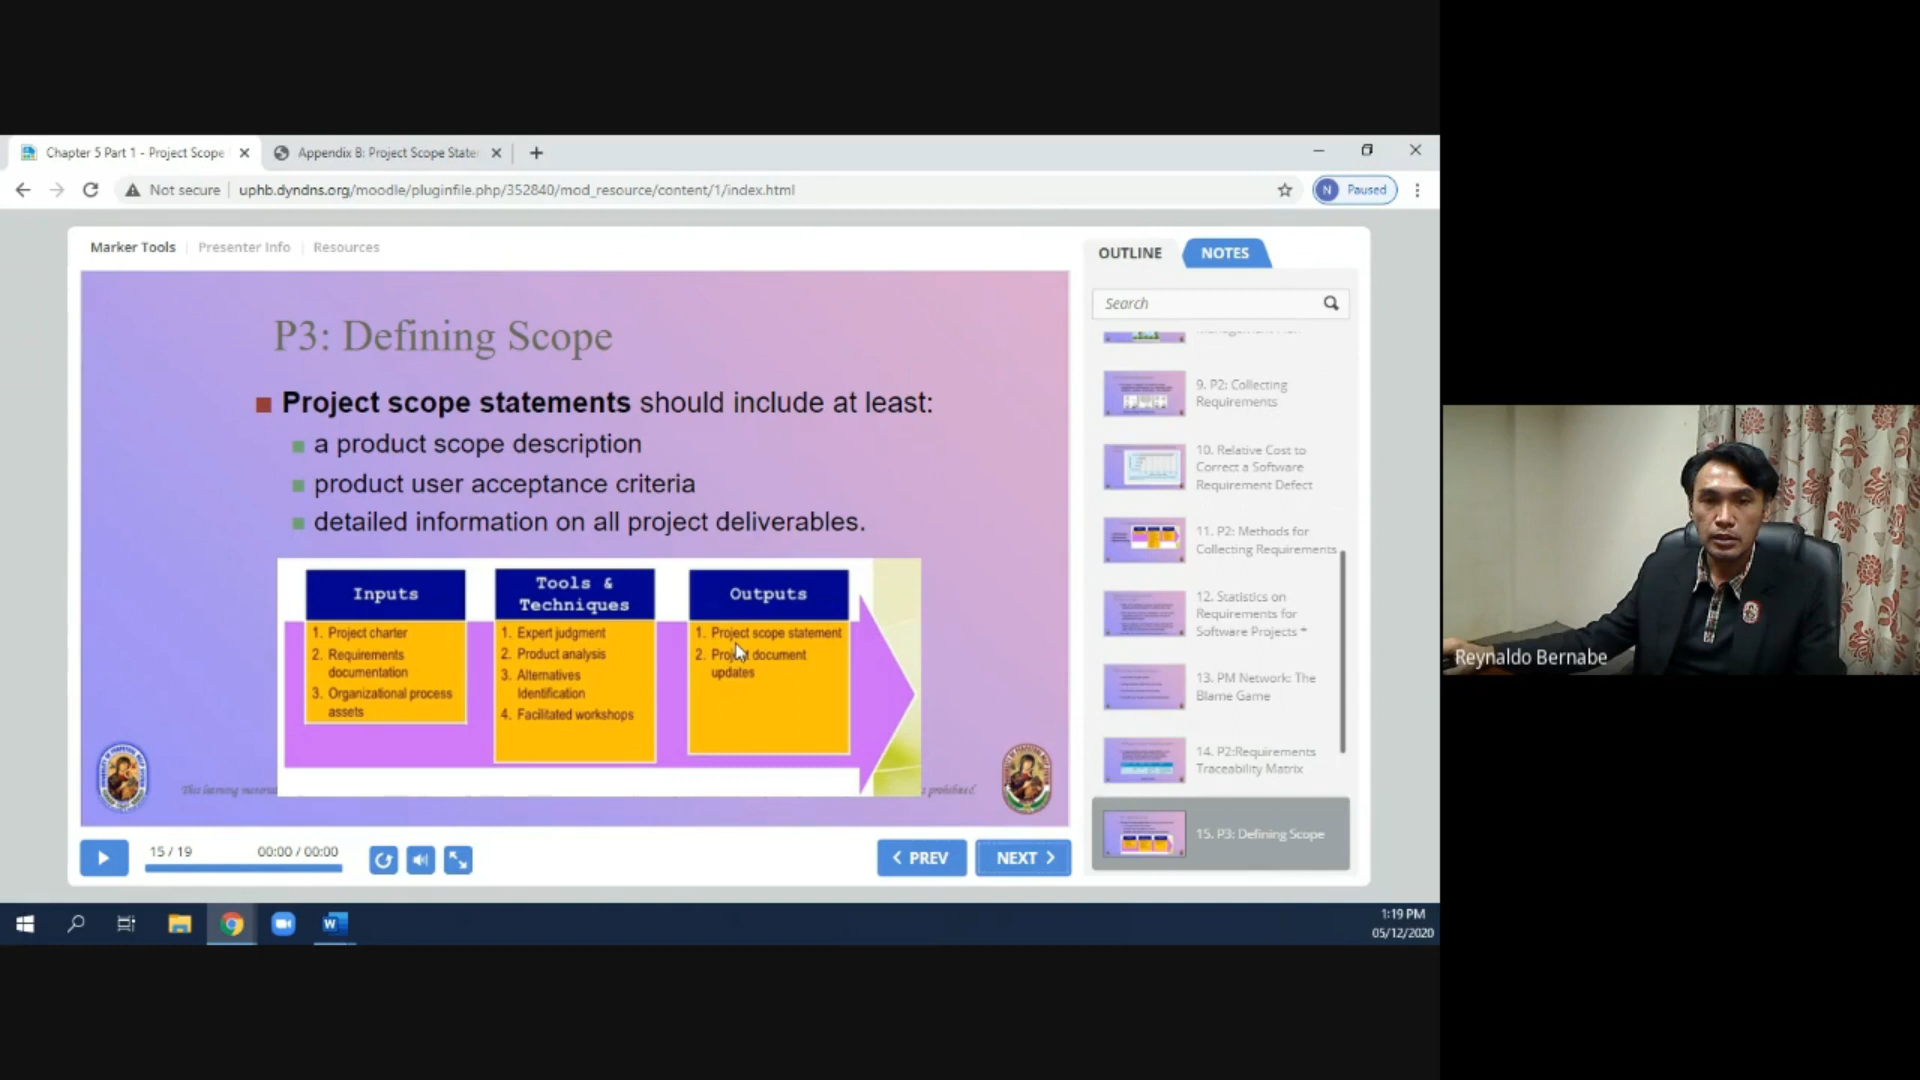 Chapter 5 Part 1 - Project Scope
Appendix B: Project Scope State
Not secure
uphb.dyndns.org/moodle/pluginfile.php/352840/mod_resource/content/1/index.html
N Paused
Marker Tools
Presenter Info
Resources
OUTLINE
NOTES
Search
P3: Defining Scope
Project scope statements should include at least:
a product scope description
product user acceptance criteria
detailed information on all project deliverables.
Inputs
1. Project charter
2. Requirements
documentation
3. Organizational process
assets
Tools &
Techniques
1. Expert judgment
2. Product analysis
3. Alternatives
Identification
4. Facilitated workshops
Outputs
1. Project scope statement
2. Project document
updates
This learning
prohibited.
9. P2: Collecting
Requirements
10. Relative Cost to
Correct a Software
Requirement Defect
11. P2: Methods for
Collecting Requirements
12. Statistics on
Requirements for
Software Projects *
13. PM Network: The
Blame Game
14. P2:Requirements
Traceability Matrix
15. P3: Defining Scope
15 / 19
00:00 / 00:00
PREV
NEXT
W
1:19 PM
05/12/2020
Reynaldo Bernabe